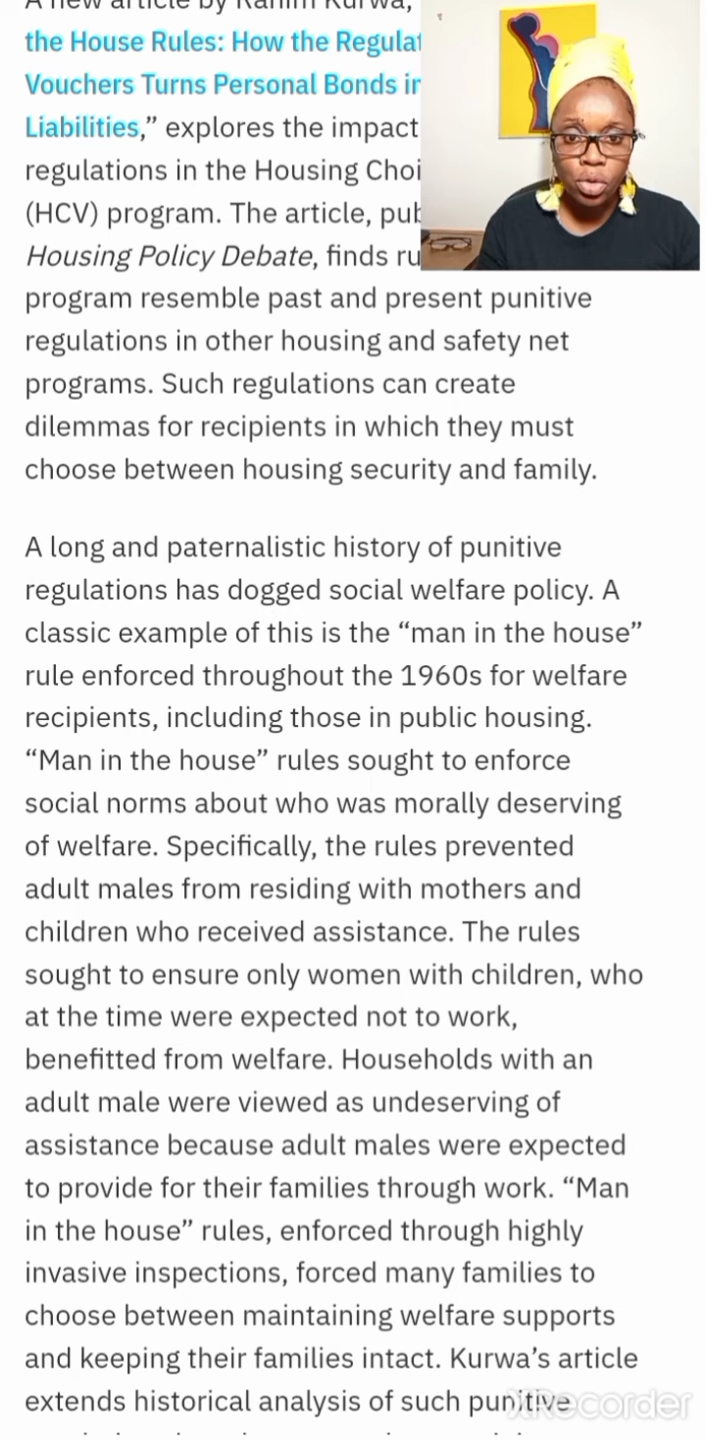 A new article by Rahim Kurwa,
the House Rules: How the Regulat
Vouchers Turns Personal Bonds in
Liabilities,” explores the impact
regulations in the Housing Choi
(HCV) program. The article, pub
Housing Policy Debate, finds ru
program resemble past and present punitive
regulations in other housing and safety net
programs. Such regulations can create
dilemmas for recipients in which they must
choose between housing security and family.
A long and paternalistic history of punitive
regulations has dogged social welfare policy. A
classic example of this is the “man in the house”
rule enforced throughout the 1960s for welfare
recipients, including those in public housing.
“Man in the house” rules sought to enforce
social norms about who was morally deserving
of welfare. Specifically, the rules prevented
adult males from residing with mothers and
children who received assistance. The rules
sought to ensure only women with children, who
at the time were expected not to work,
benefitted from welfare. Households with an
adult male were viewed as undeserving of
assistance because adult males were expected
to provide for their families through work. “Man
in the house” rules, enforced through highly
invasive inspections, forced many families to
choose between maintaining welfare supports
and keeping their families intact. Kurwa’s article
extends historical analysis of such punitive
XRecorder